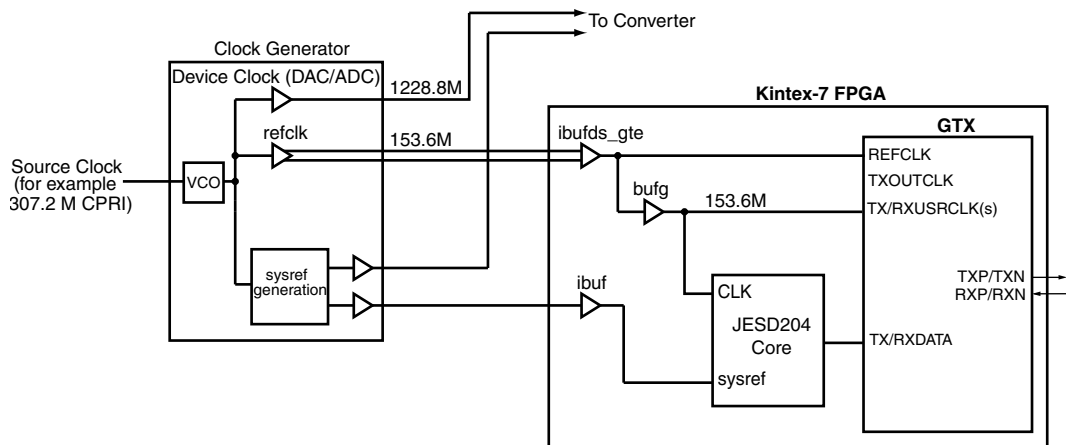 To Converter
Clock Generator
Device Clock (DAC/ADC)
1228.8M
Kintex-7 FPGA
refclk
153.6M
ibufds_gte
GTX
REFCLK
Source Clock
(for example
307.2 M CPRI)
VCO
TXOUTCLK
bufg
153.6M
TX/RXUSRCLK(s)
sysref
generation
ibuf
TXP/TXN
RXP/RXN
CLK
JESD204
Core
TX/RXDATA
sysref